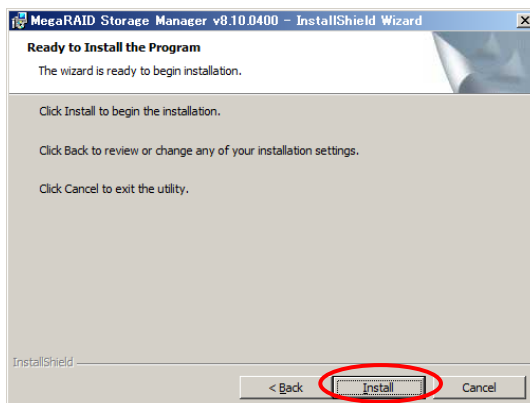 MegaRAID Storage Manager v8.10.0400 - InstallShield Wizard
Ready to Install the Program
The wizard is ready to begin installation.
Click Install to begin the installation.
Click Back to review or change any of your installation settings.
Click Cancel to exit the utility.
InstallShield
< Back
Install
Cancel